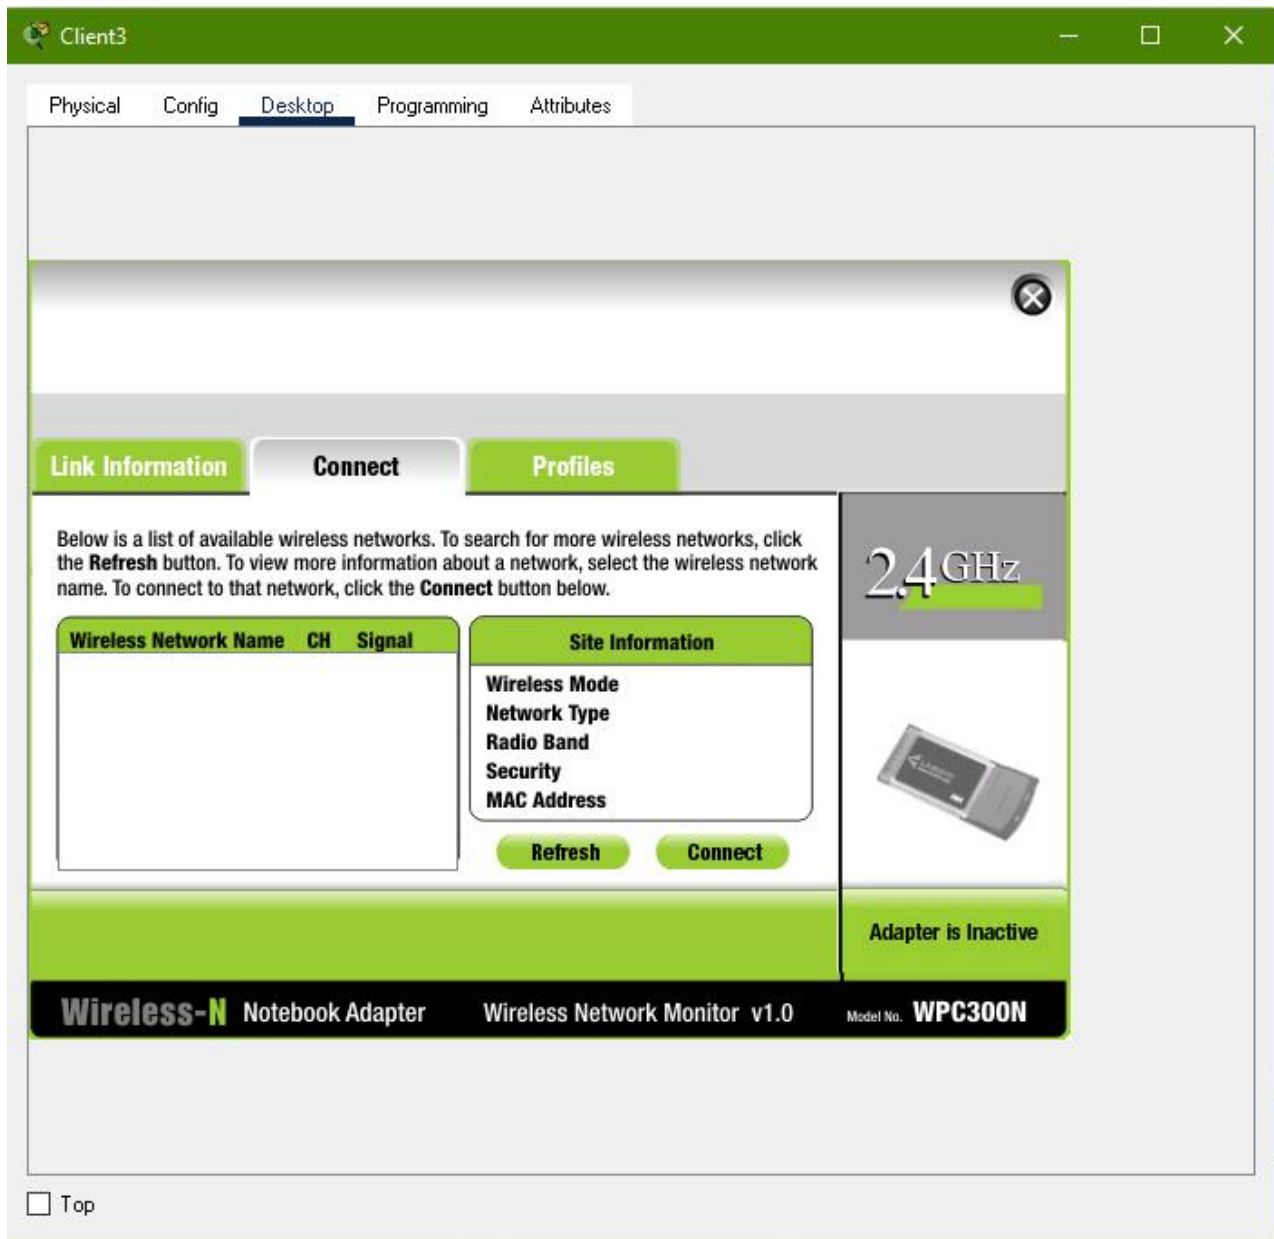 Client3
Physical Config Desktop Programming Attributes
Link Information Connect Profiles
Below is a list of available wireless networks. To search for more wireless networks, click
the Refresh button. To view more information about a network, select the wireless network
name. To connect to that network, click the Connect button below.
2.4GHz
Wireless Network Name CH Signal
Site Information
Wireless Mode
Network Type
Radio Band
Security
MAC Address
Refresh Connect
Adapter is Inactive
Wireless-N Notebook Adapter Wireless Network Monitor v1.0 Model No. WPC300N
Top